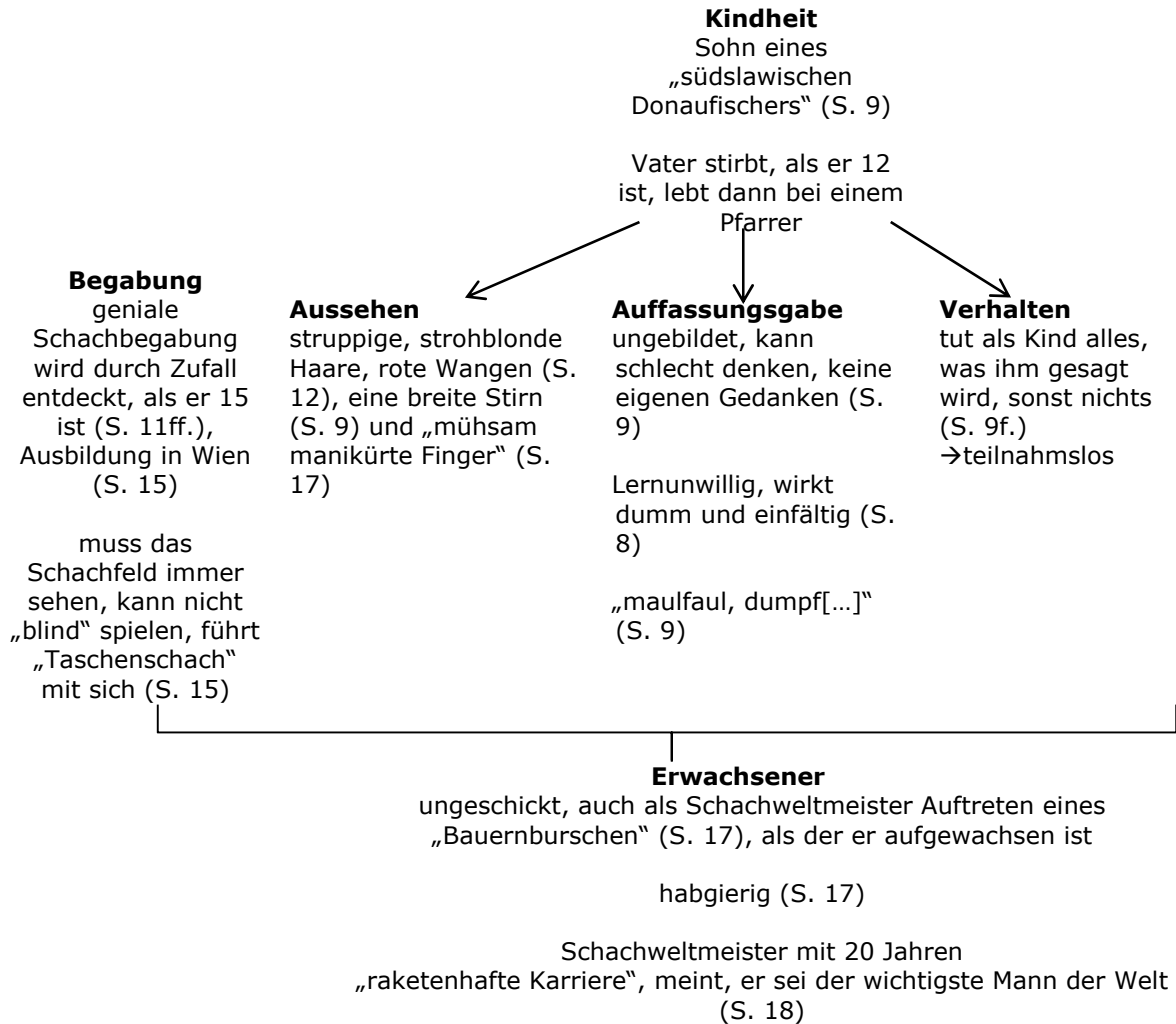 Kindheit
Sohn eines
„südslawischen
Donaufischers“ (S. 9)
Vater stirbt, als er 12
ist, lebt dann bei einem
Pfarrer
Begabung
geniale
Schachbegabung
wird durch Zufall
entdeckt, als er 15
ist (S. 11ff.),
Ausbildung in Wien
(S. 15)
muss das
Schachfeld immer
sehen, kann nicht
„blind“ spielen, führt
„Taschenschach“
mit sich (S. 15)
Aussehen
struppige, strohblonde
Haare, rote Wangen (S.
12), eine breite Stirn
(S. 9) und „mühsam
manikürte Finger“ (S.
17)
Auffassungsgabe
ungebildet, kann
schlecht denken, keine
eigenen Gedanken (S.
9)
Lernunwillig, wirkt
dumm und einfältig (S.
8)
„maulfaul, dumpf[…]“
(S. 9)
Verhalten
tut als Kind alles,
was ihm gesagt
wird, sonst nichts
(S. 9f.)
→teilnahmslos
Erwachsener
ungeschickt, auch als Schachweltmeister Auftreten eines
„Bauernburschen“ (S. 17), als der er aufgewachsen ist
habgierig (S. 17)
Schachweltmeister mit 20 Jahren
„raketenhafte Karriere“, meint, er sei der wichtigste Mann der Welt
(S. 18)